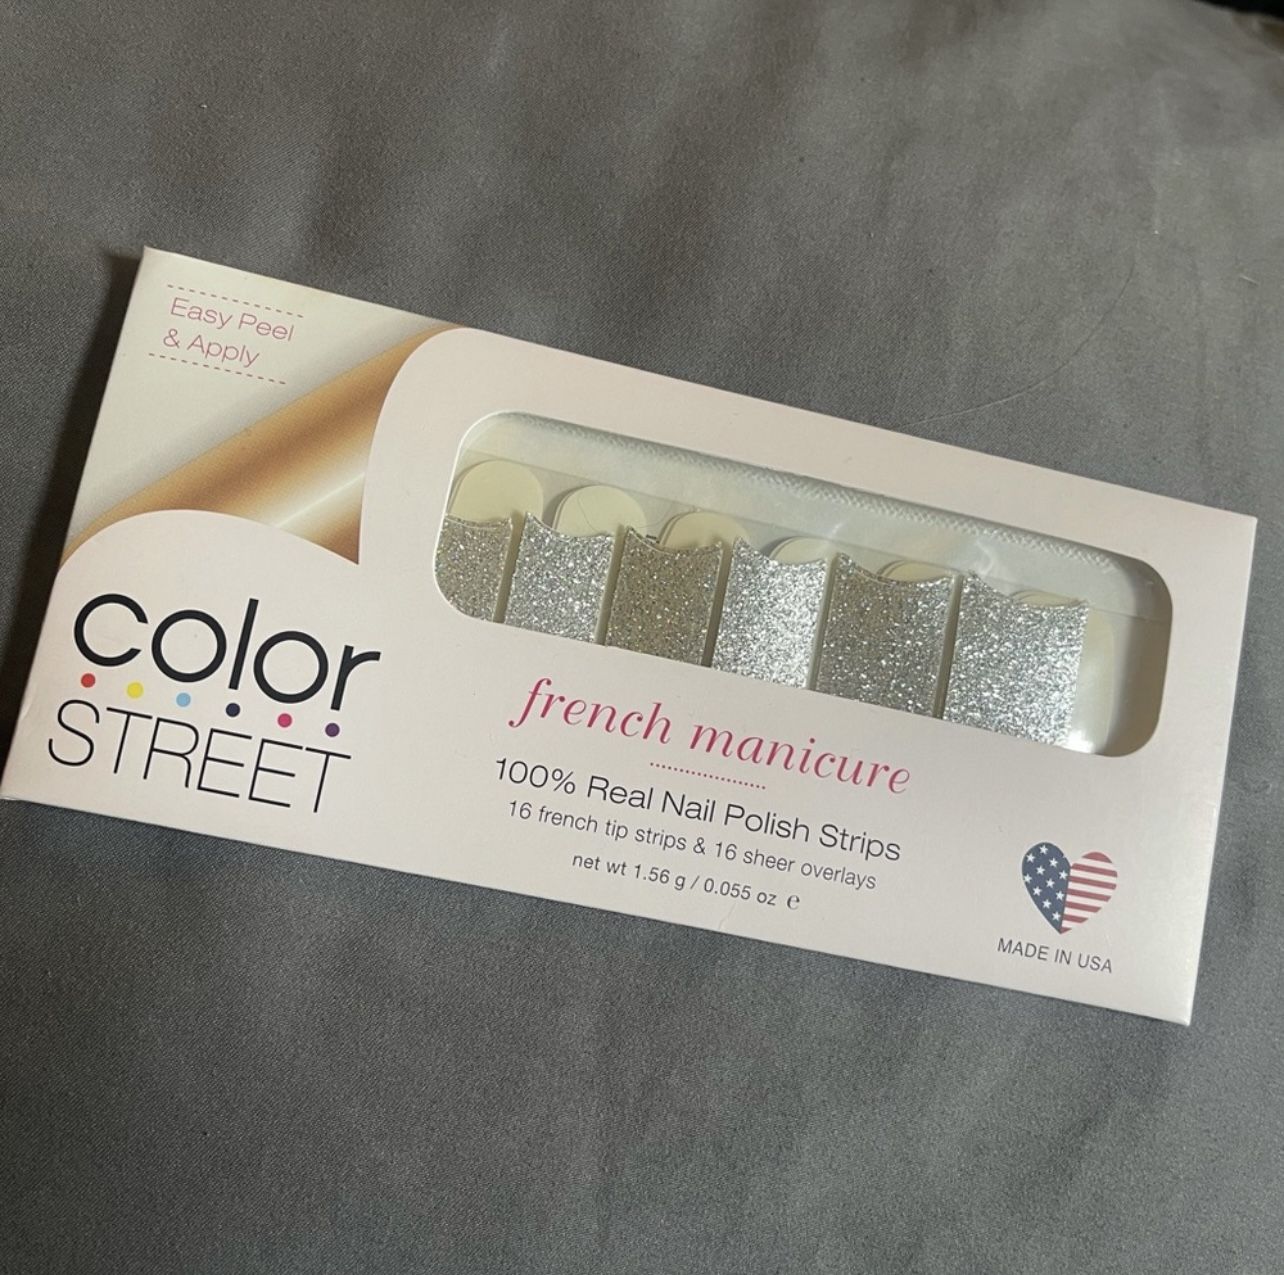 Easy Peel
& Apply
color
STREET
french manicure
100% Real Nail Polish Strips
16 french tip strips & 16 sheer overlays
net wt 1.56 g / 0.055 oz ℮
MADE IN USA